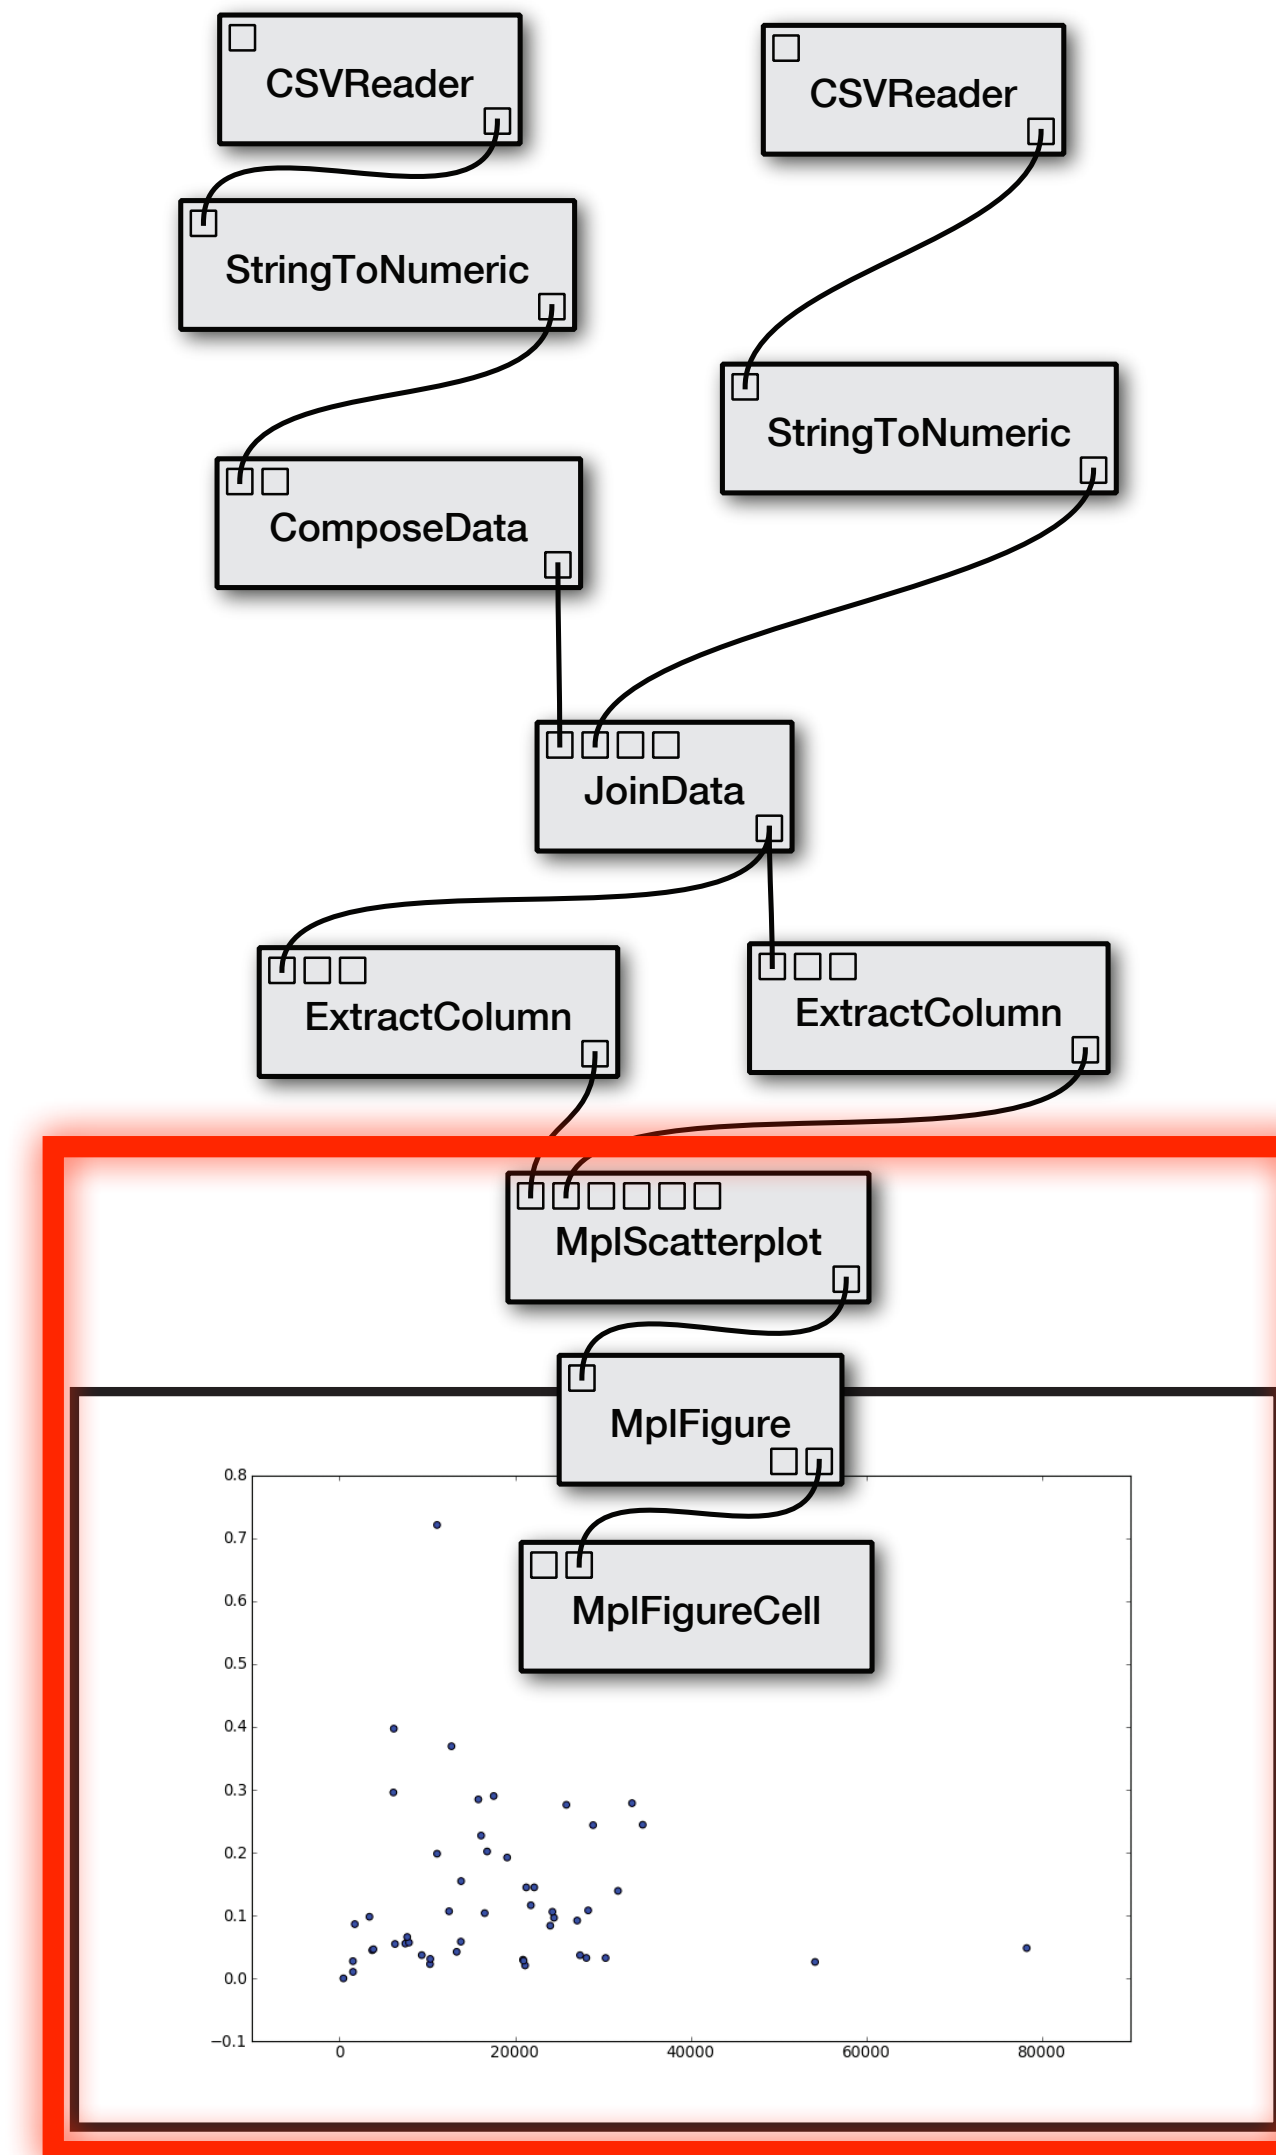 CSVReader
CSVReader
StringToNumeric
StringToNumeric
ComposeData
JoinData
ExtractColumn
ExtractColumn
MplScatterplot
MplFigure
MplFigureCell
0.8
0.7
0.6
0.5
0.4
0.3
0.2
0.1
0.0
−0.1
0 20000 40000 60000 80000